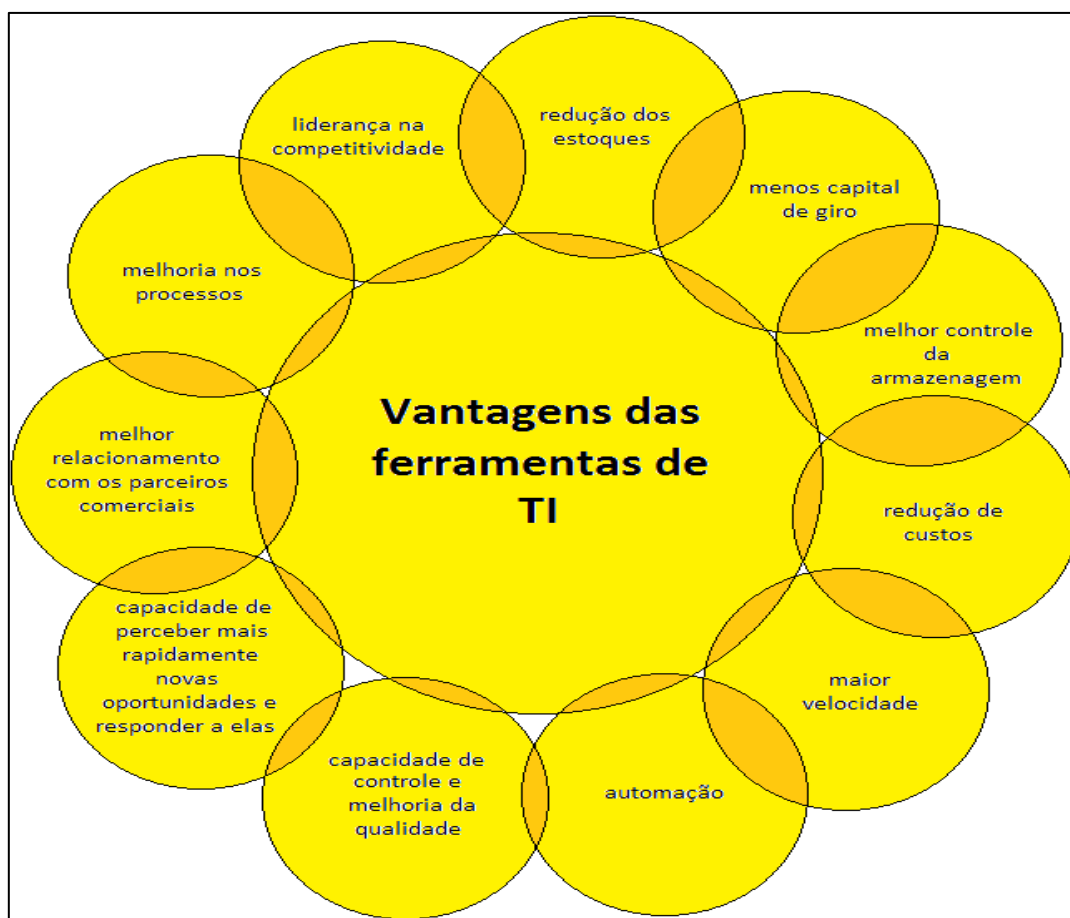 Vantagens das
ferramentas de
TI
redução dos
estoques
menos capital
de giro
melhor controle
da
armazenagem
redução de
custos
maior
velocidade
automação
capacidade de
controle e
melhoria da
qualidade
capacidade de
perceber mais
rapidamente
novas
oportunidades e
responder a elas
melhor
relacionamento
com os parceiros
comerciais
melhoria nos
processos
liderança na
competitividade